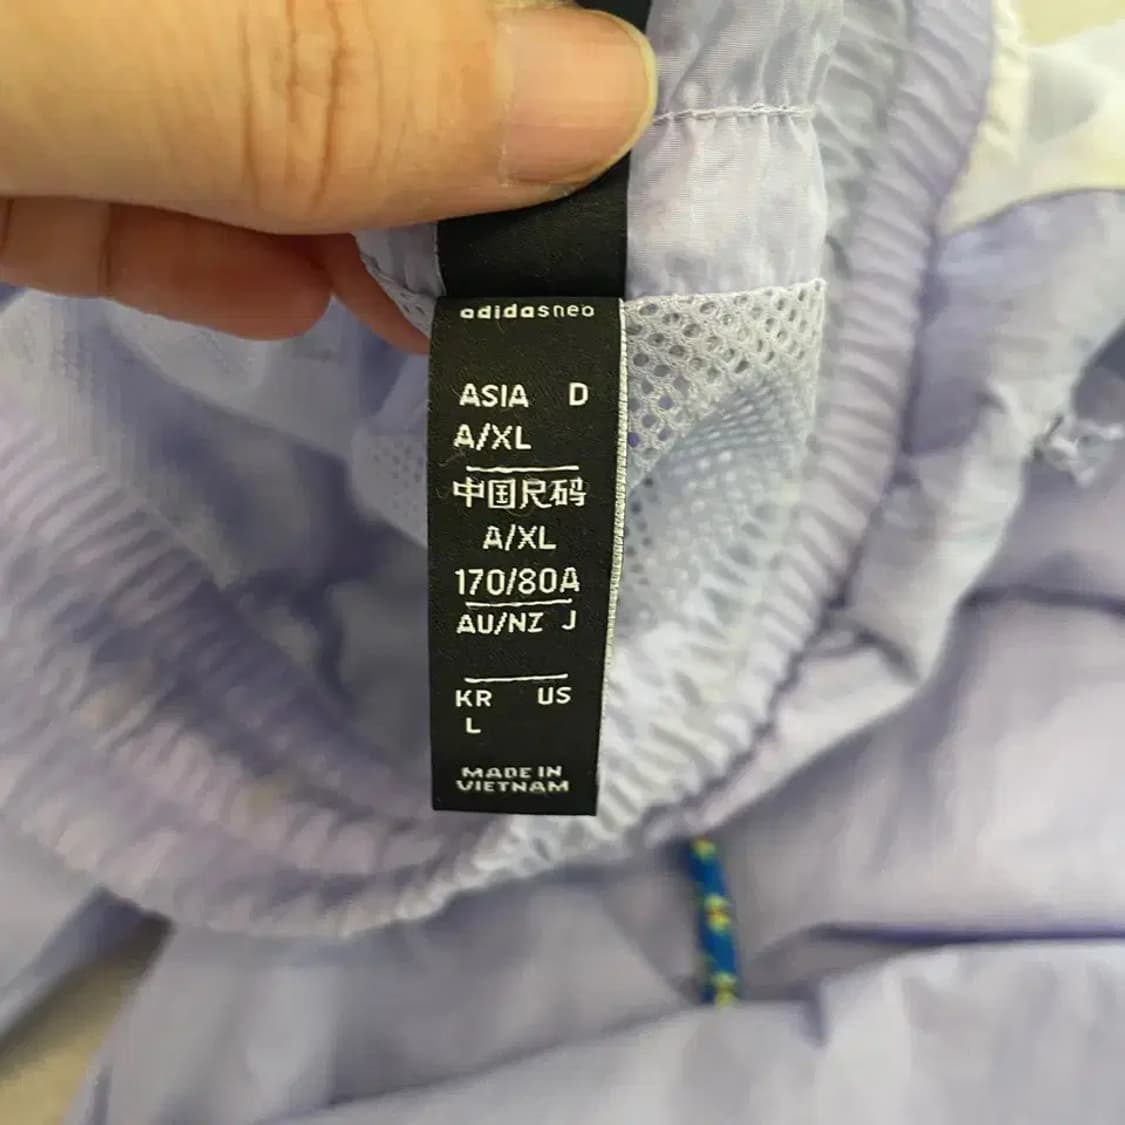 adidasneo
ASIA D
A/XL
中国尺码
A/XL
170/80A
AU/NZ J
KR US
L
MADE IN
VIETNAM